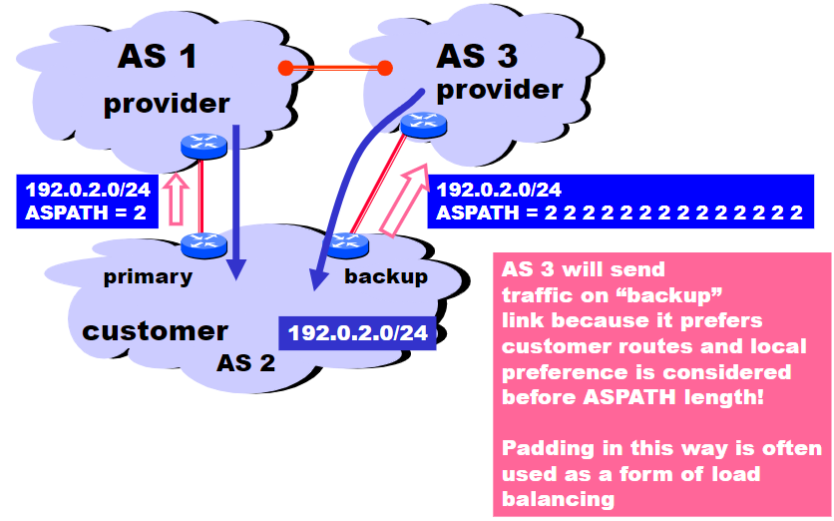 AS 1
provider
AS 3
provider
192.0.2.0/24
ASPATH = 2
192.0.2.0/24
ASPATH = 2 2 2 2 2 2 2 2 2 2 2 2 2 2
primary
backup
customer
192.0.2.0/24
AS 2
AS 3 will send
traffic on “backup”
link because it prefers
customer routes and local
preference is considered
before ASPATH length!
Padding in this way is often
used as a form of load
balancing